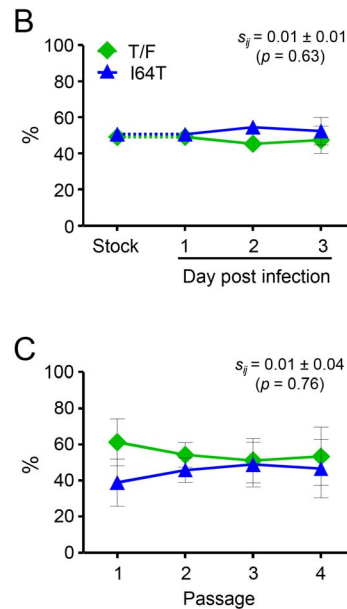 B
T/F
I64T
sij = 0.01 ± 0.01
(p = 0.63)
100
80
60
40
20
0
%
Stock 1 2 3
Day post infection
C
sij = 0.01 ± 0.04
(p = 0.76)
100
80
60
40
20
0
%
1 2 3 4
Passage